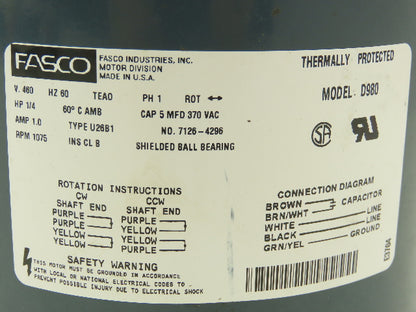 FASCO
FASCO INDUSTRIES, INC.
MOTOR DIVISION
MADE IN U.S.A.
THERMALLY PROTECTED
V. 460 HZ 60 TEAO PH 1 ROT ↔
MODEL: D980
HP 1/4 60° C AMB CAP 5 MFD 370 VAC
AMP 1.0 TYPE U26B1 NO. 7126-4296
RPM 1075 INS CL B SHIELDED BALL BEARING
SA
RU
ROTATION INSTRUCTIONS
CW CCW
SHAFT END SHAFT END
PURPLE PURPLE
PURPLE YELLOW
YELLOW PURPLE
YELLOW YELLOW
CONNECTION DIAGRAM
BROWN CAPACITOR
BRN/WHT
WHITE LINE
BLACK LINE
GRN/YEL GROUND
SAFETY WARNING
THIS MOTOR MUST BE GROUNDED IN ACCORDANCE
WITH LOCAL OR NATIONAL ELECTRICAL CODES TO
PREVENT POSSIBLE INJURY DUE TO ELECTRICAL SHOCK